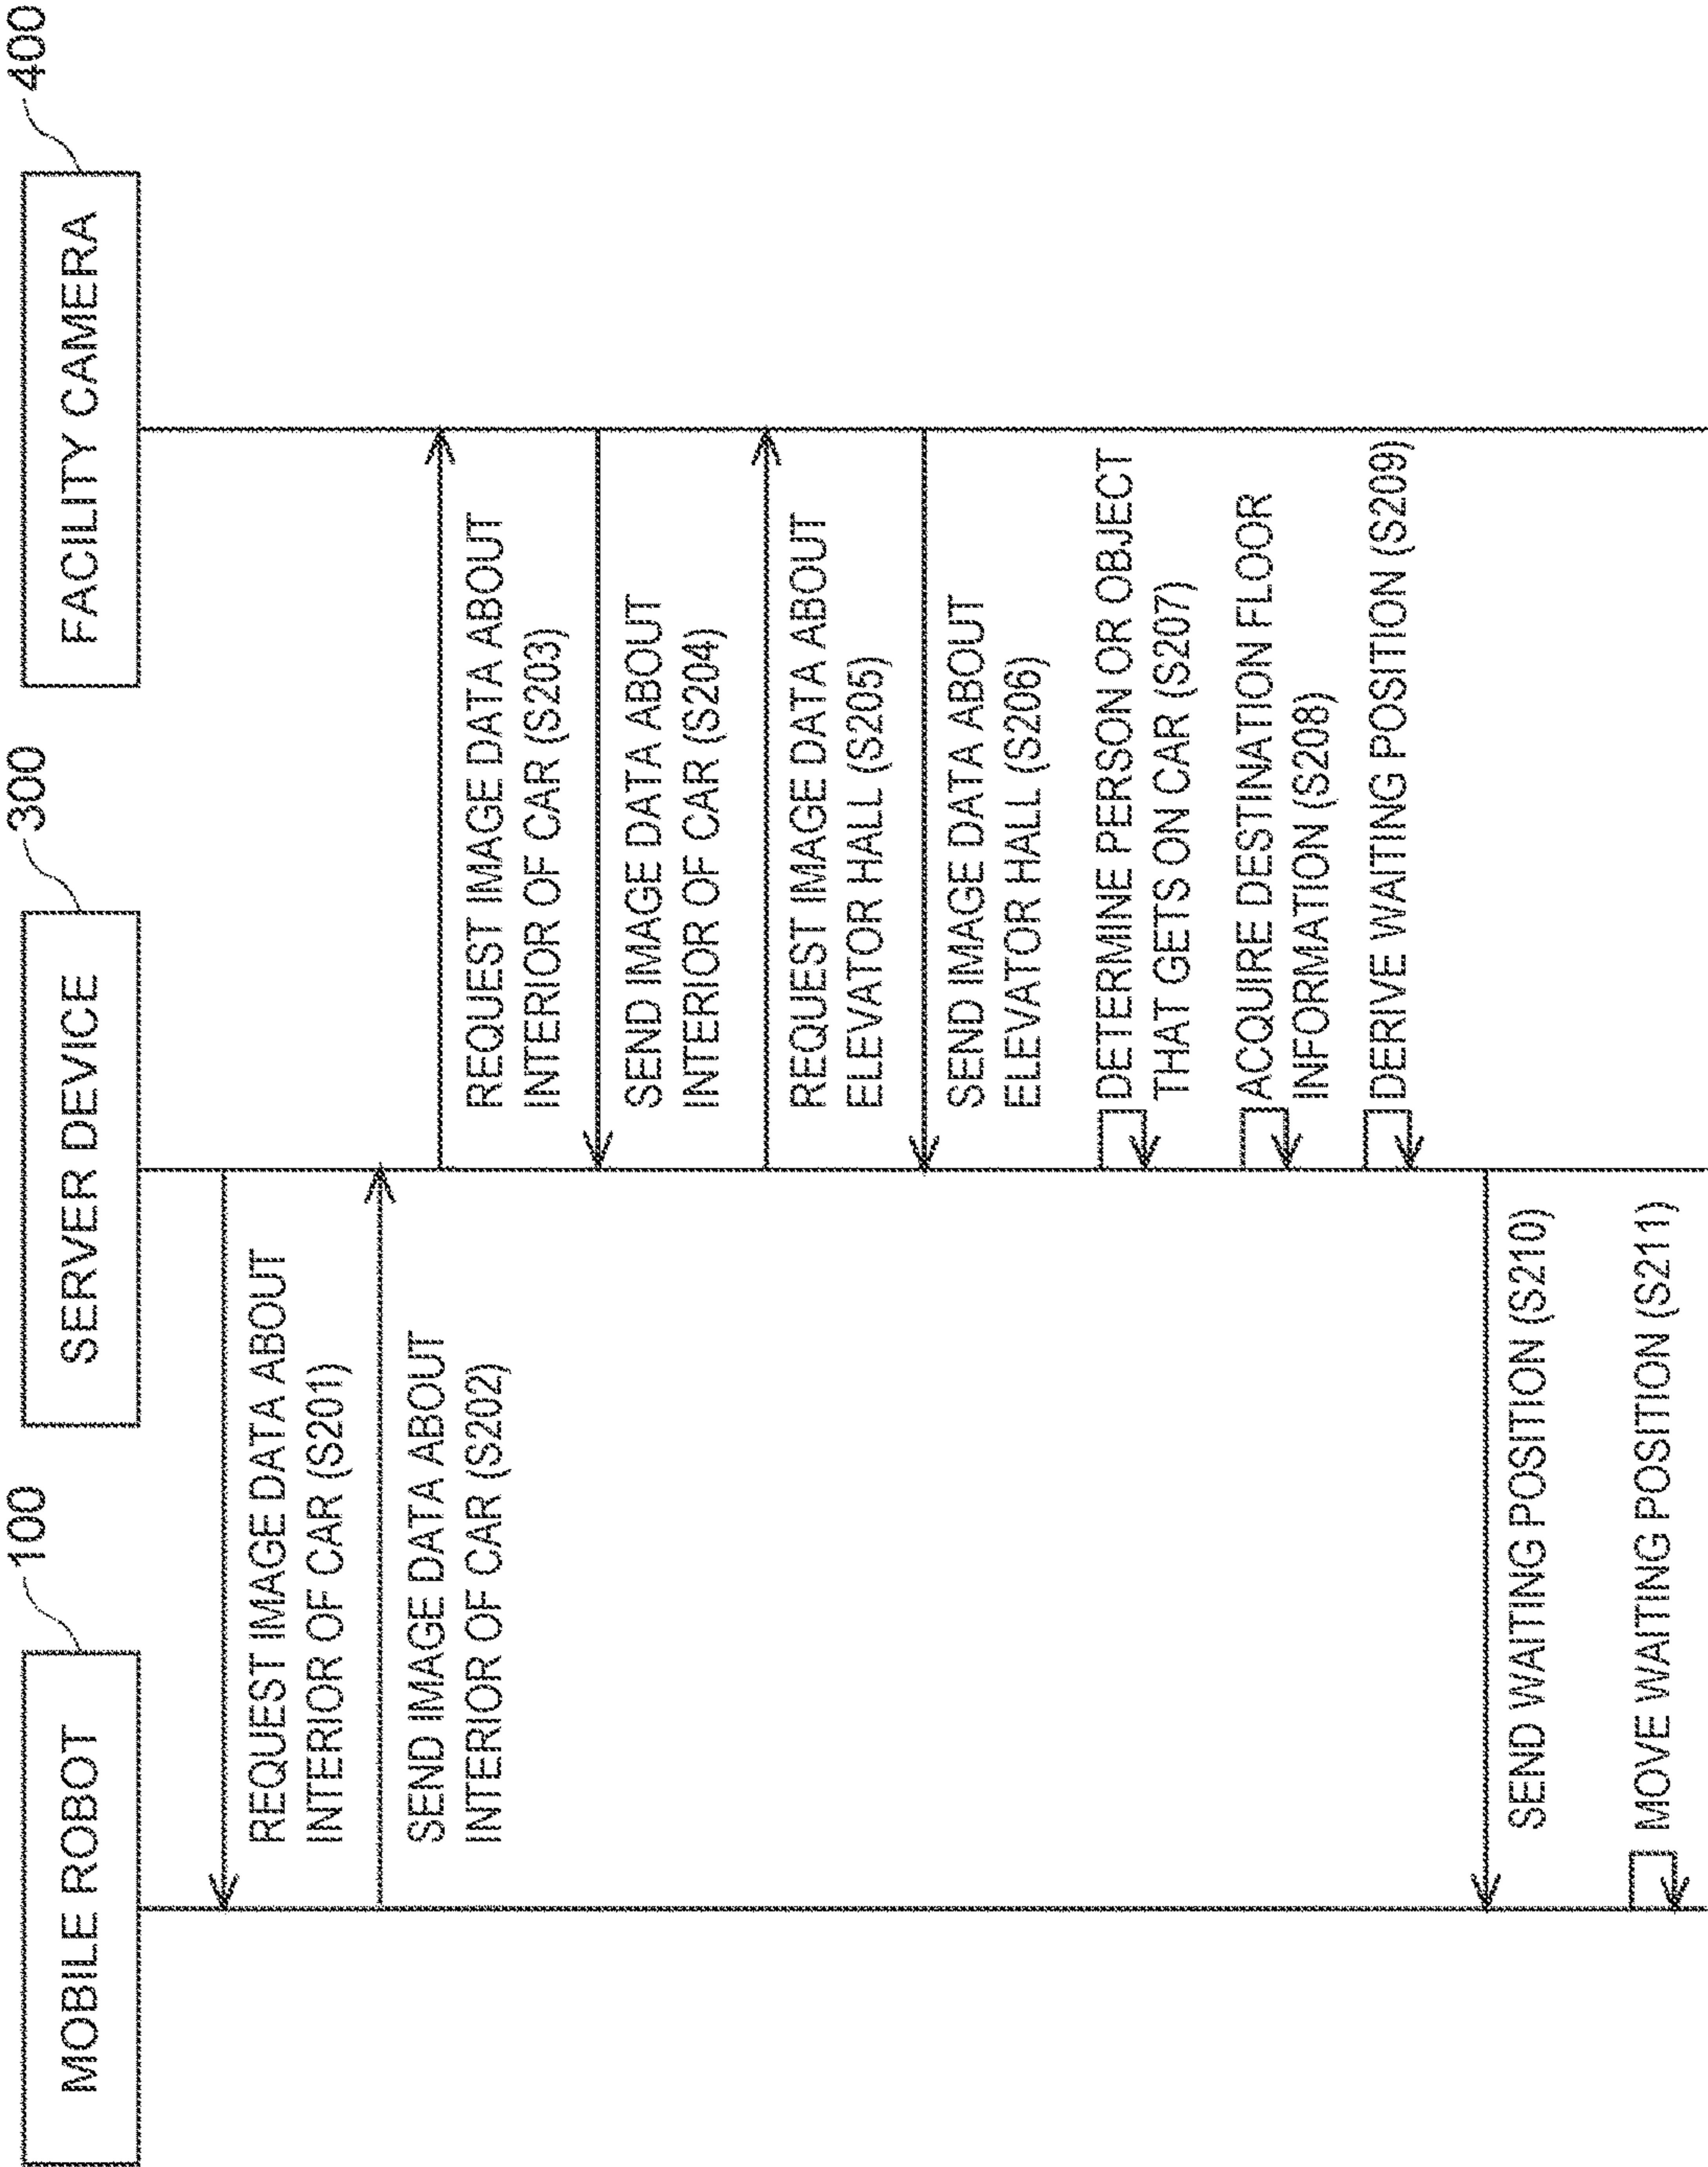 MOBILE ROBOT
100
SERVER DEVICE
300
FACILITY CAMERA
400
REQUEST IMAGE DATA ABOUT
INTERIOR OF CAR (S201)
SEND IMAGE DATA ABOUT
INTERIOR OF CAR (S202)
REQUEST IMAGE DATA ABOUT
INTERIOR OF CAR (S203)
SEND IMAGE DATA ABOUT
INTERIOR OF CAR (S204)
REQUEST IMAGE DATA ABOUT
ELEVATOR HALL (S205)
SEND IMAGE DATA ABOUT
ELEVATOR HALL (S206)
DETERMINE PERSON OR OBJECT
THAT GETS ON CAR (S207)
ACQUIRE DESTINATION FLOOR
INFORMATION (S208)
DERIVE WAITING POSITION (S209)
SEND WAITING POSITION (S210)
MOVE WAITING POSITION (S211)